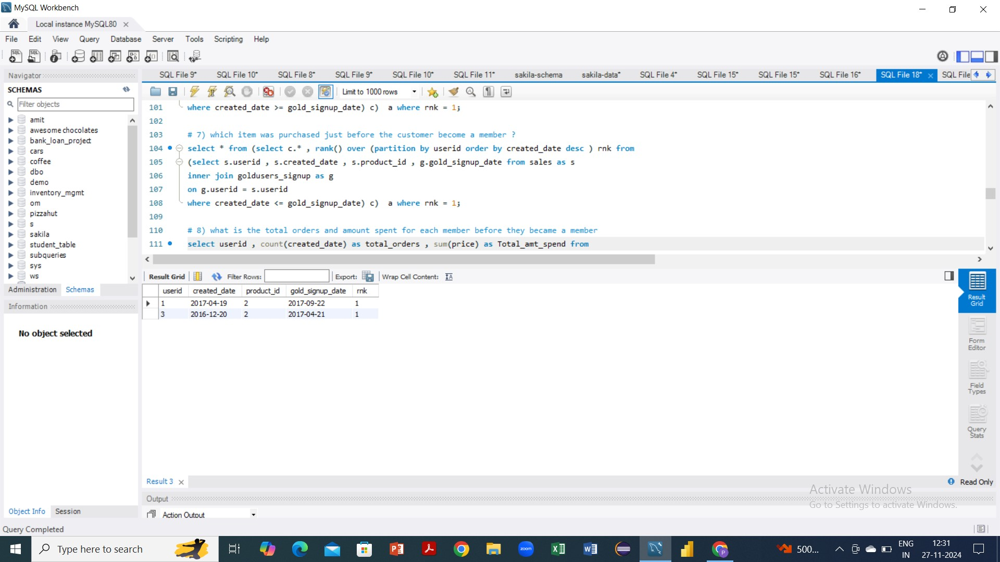 MySQL Workbench
Local instance MySQL80
File Edit View Query Database Server Tools Scripting Help
Navigator
SQL File 9* SQL File 10* SQL File 8* SQL File 9* SQL File 10* SQL File 11* sakila-schema sakila-data* SQL File 4* SQL File 15* SQL File 15* SQL File 16* SQL File 18* SQL File
SCHEMAS
Limit to 1000 rows
Filter objects
amit
awesome chocolates
bank_loan_project
cars
coffee
dbo
demo
inventory_mgmt
om
pizzahut
s
sakila
student_table
subqueries
sys
ws
Administration Schemas
Information
No object selected
101 where created_date >= gold_signup_date) c) a where rnk = 1;
102
103 # 7) which item was purchased just before the customer become a member ?
104 select * from (select c.* , rank() over (partition by userid order by created_date desc ) rnk from
105 (select s.userid , s.created_date , s.product_id , g.gold_signup_date from sales as s
106 inner join goldusers_signup as g
107 on g.userid = s.userid
108 where created_date <= gold_signup_date) c) a where rnk = 1;
109
110 # 8) what is the total orders and amount spent for each member before they became a member
111 select userid , count(created_date) as total_orders , sum(price) as Total_amt_spend from
Result Grid Filter Rows: Export: Wrap Cell Content:
userid created_date product_id gold_signup_date rnk
1 2017-04-19 2 2017-09-22 1
3 2016-12-20 2 2017-04-21 1
Result Grid
Form Editor
Field Types
Query Stats
Result 3
Read Only
Output
Activate Windows
Go to Settings to activate Windows.
Object Info Session
Action Output
Query Completed
Type here to search
zoom
500...
ENG
IN
12:31
27-11-2024